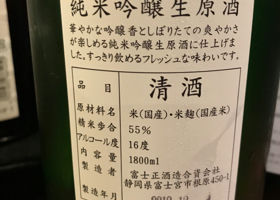 純米吟醸生原酒
華やかな吟醸香としぼりたての爽やかさ
が楽しめる純米吟醸生原酒に仕上げまし
た。すっきり飲めるフレッシュな味わいです。
品目 清酒
原材料名 米(国産)・米麹(国産米)
精米歩合 55%
アルコール度 16度
内容量 1800ml
製造者 富士正酒造合資会社
静岡県富士宮市根原450-1
製造年月